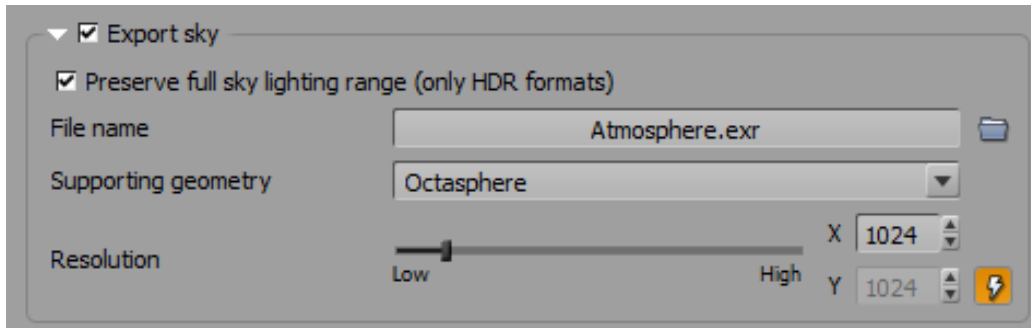 Export sky
Preserve full sky lighting range (only HDR formats)
File name Atmosphere.exr
Supporting geometry Octasphere
X 1024
Resolution
Low High
Y 1024